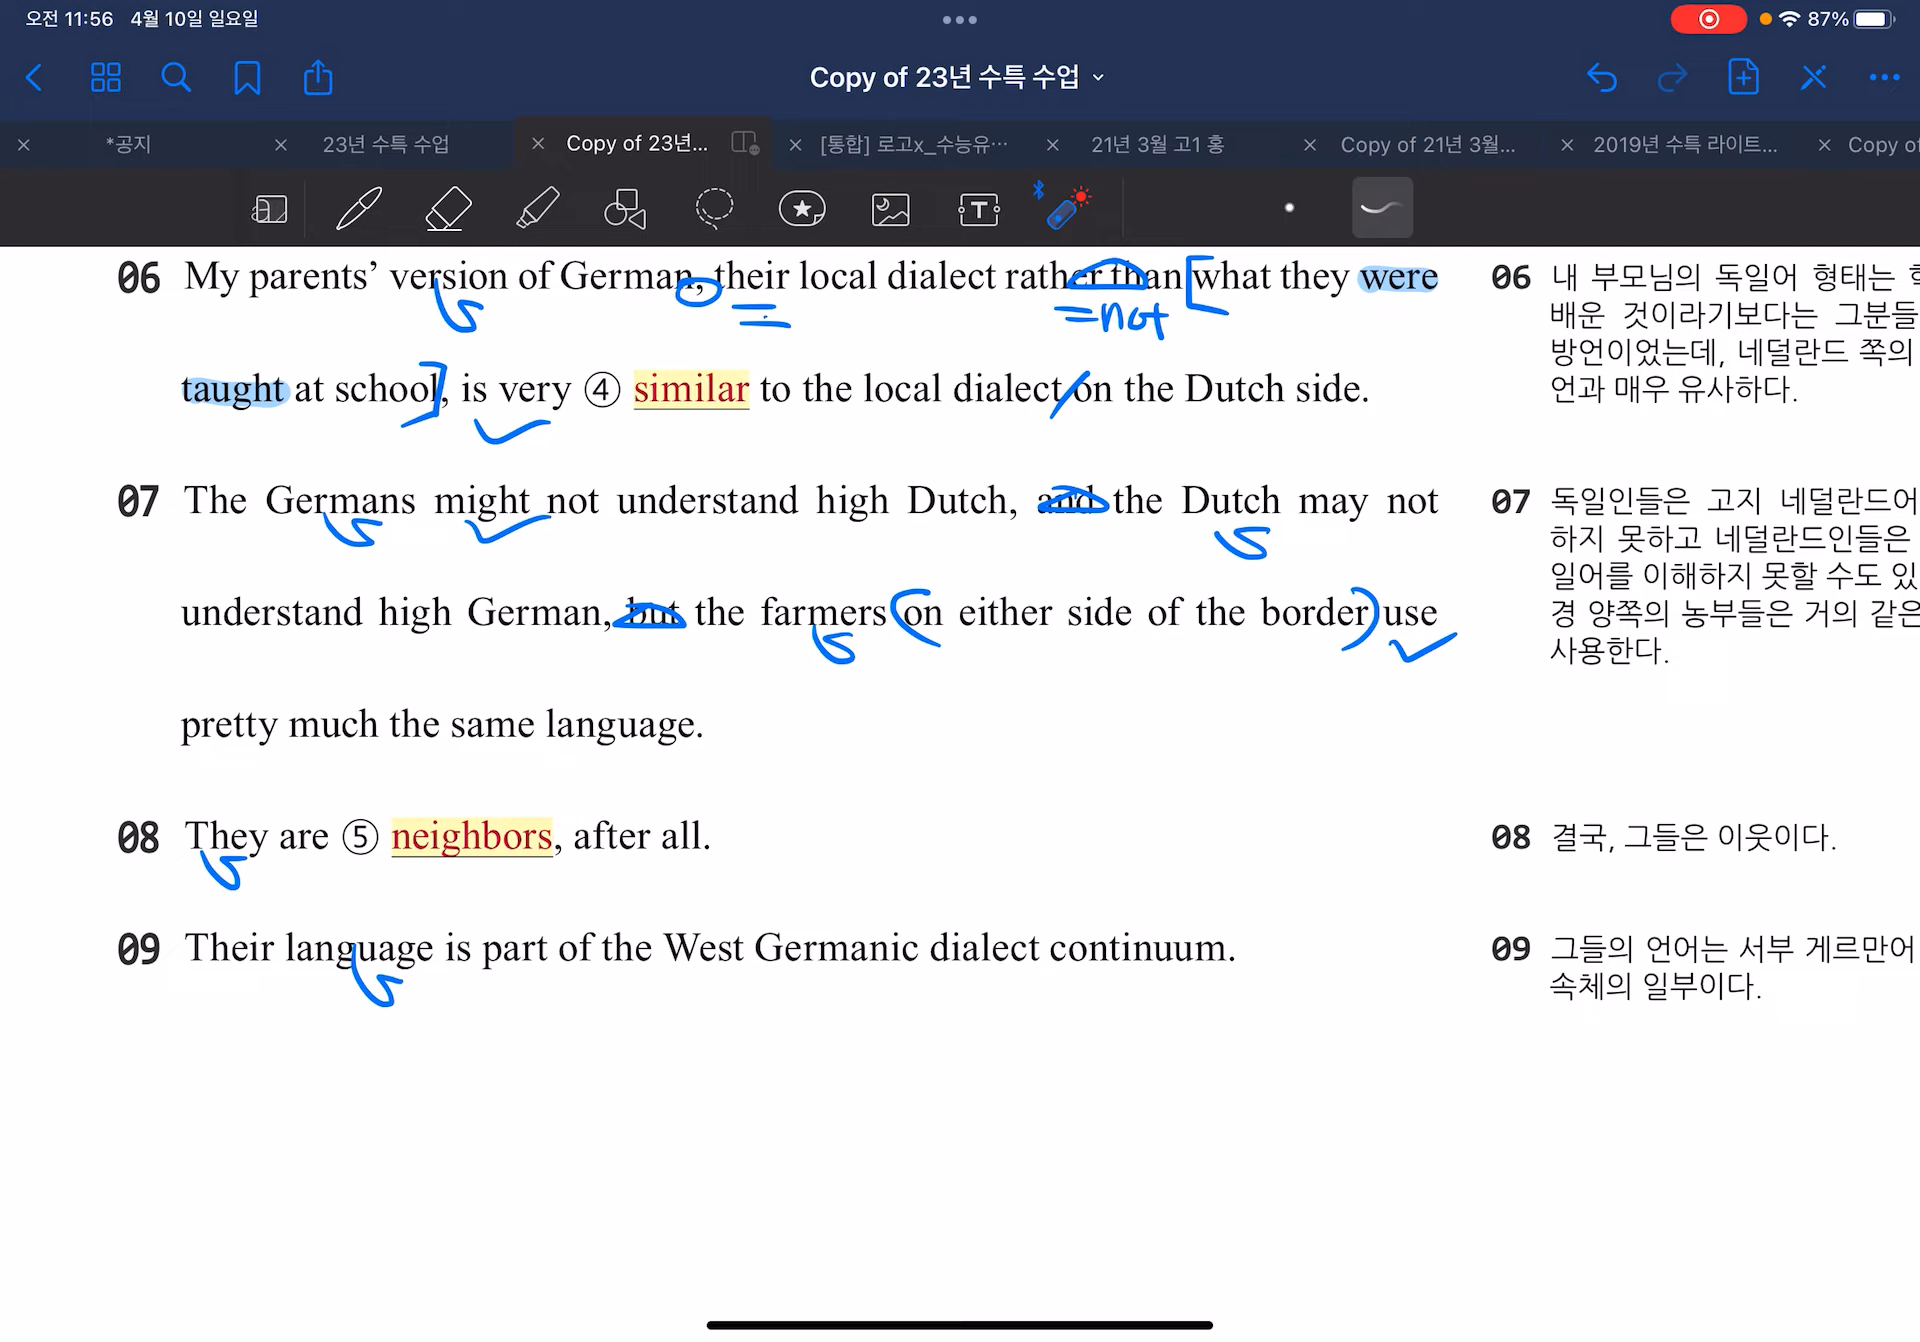 오전 11:56 4월 10일 일요일
87%
Copy of 23년 수특 수업
*공지 23년 수특 수업 Copy of 23년... [통합] 로고x_수능유… 21년 3월 고1 홍 Copy of 21년 3월... 2019년 수특 라이트... Copy of
06 My parents’ version of German, their local dialect rather than [what they were
=not
taught at school], is very ④ similar to the local dialect / on the Dutch side.
07 The Germans might not understand high Dutch, and the Dutch may not
understand high German, but the farmers (on either side of the border) use
pretty much the same language.
08 They are ⑤ neighbors, after all.
09 Their language is part of the West Germanic dialect continuum.
06 내 부모님의 독일어 형태는
배운 것이라기보다는 그분들
방언이었는데, 네덜란드 쪽의
언과 매우 유사하다.
07 독일인들은 고지 네덜란드어
하지 못하고 네덜란드인들은
일어를 이해하지 못할 수도 있
경 양쪽의 농부들은 거의 같은
사용한다.
08 결국, 그들은 이웃이다.
09 그들의 언어는 서부 게르만어
속체의 일부이다.